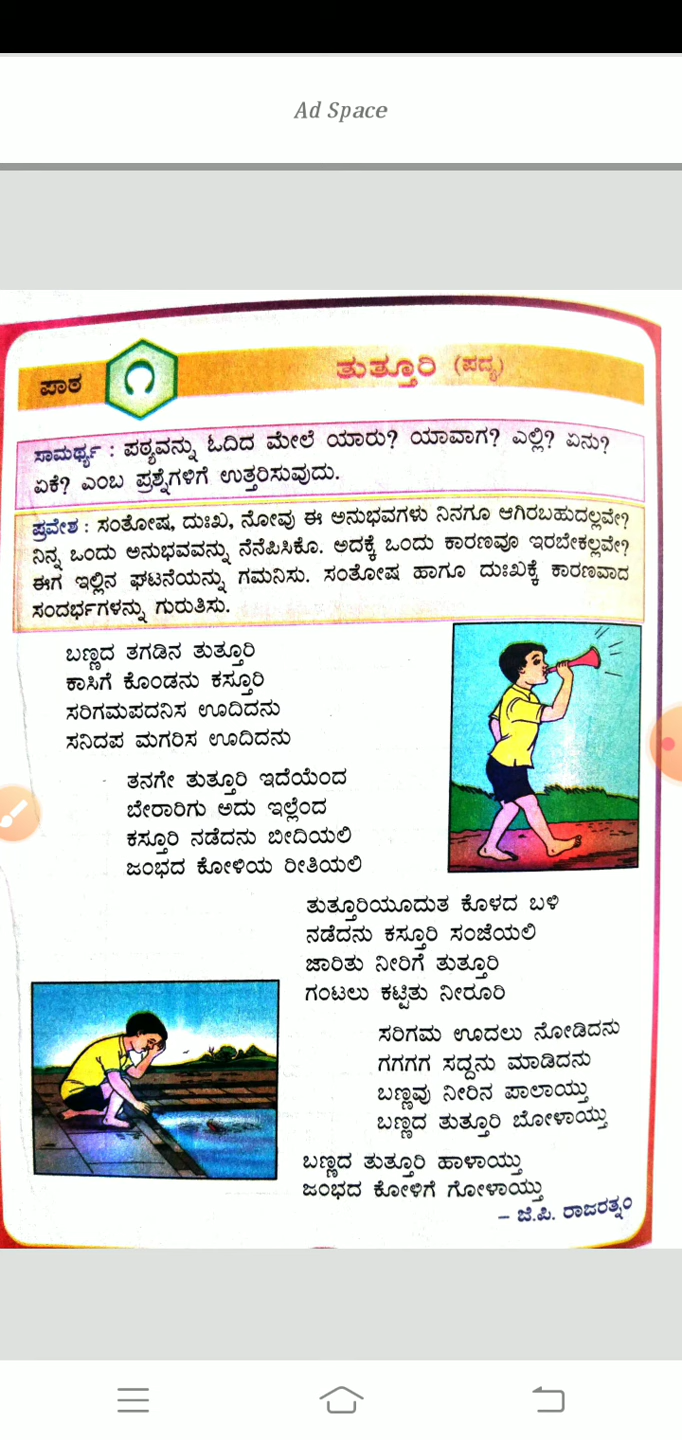 Ad Space
ಪಾಠ ೧ ತುತ್ತೂರಿ (ಪದ್ಯ)
ಸಾಮರ್ಥ್ಯ : ಪಠ್ಯವನ್ನು ಓದಿದ ಮೇಲೆ ಯಾರು? ಯಾವಾಗ? ಎಲ್ಲಿ? ಏನು?
ಏಕೆ? ಎಂಬ ಪ್ರಶ್ನೆಗಳಿಗೆ ಉತ್ತರಿಸುವುದು.
ಪ್ರವೇಶ : ಸಂತೋಷ, ದುಃಖ, ನೋವು ಈ ಅನುಭವಗಳು ನಿನಗೂ ಆಗಿರಬಹುದಲ್ಲವೇ?
ನಿನ್ನ ಒಂದು ಅನುಭವವನ್ನು ನೆನೆಪಿಸಿಕೊ. ಅದಕ್ಕೆ ಒಂದು ಕಾರಣವೂ ಇರಬೇಕಲ್ಲವೇ?
ಈಗ ಇಲ್ಲಿನ ಘಟನೆಯನ್ನು ಗಮನಿಸು. ಸಂತೋಷ ಹಾಗೂ ದುಃಖಕ್ಕೆ ಕಾರಣವಾದ
ಸಂದರ್ಭಗಳನ್ನು ಗುರುತಿಸು.
ಬಣ್ಣದ ತಗಡಿನ ತುತ್ತೂರಿ
ಕಾಸಿಗೆ ಕೊಂಡನು ಕಸ್ತೂರಿ
ಸರಿಗಮಪದನಿಸ ಊದಿದನು
ಸನಿದಪ ಮಗರಿಸ ಊದಿದನು
ತನಗೇ ತುತ್ತೂರಿ ಇದೆಯೆಂದ
ಬೇರಾರಿಗು ಅದು ಇಲ್ಲೆಂದ
ಕಸ್ತೂರಿ ನಡೆದನು ಬೀದಿಯಲಿ
ಜಂಭದ ಕೋಳಿಯ ರೀತಿಯಲಿ
ತುತ್ತೂರಿಯೂದುತ ಕೊಳದ ಬಳಿ
ನಡೆದನು ಕಸ್ತೂರಿ ಸಂಜೆಯಲಿ
ಜಾರಿತು ನೀರಿಗೆ ತುತ್ತೂರಿ
ಗಂಟಲು ಕಟ್ಟಿತು ನೀರೂರಿ
ಸರಿಗಮ ಊದಲು ನೋಡಿದನು
ಗಗಗಗ ಸದ್ದನು ಮಾಡಿದನು
ಬಣ್ಣವು ನೀರಿನ ಪಾಲಾಯ್ತು
ಬಣ್ಣದ ತುತ್ತೂರಿ ಬೋಳಾಯ್ತು
ಬಣ್ಣದ ತುತ್ತೂರಿ ಹಾಳಾಯ್ತು
ಜಂಭದ ಕೋಳಿಗೆ ಗೋಳಾಯ್ತು
– ಜಿ.ಪಿ. ರಾಜರತ್ನಂ